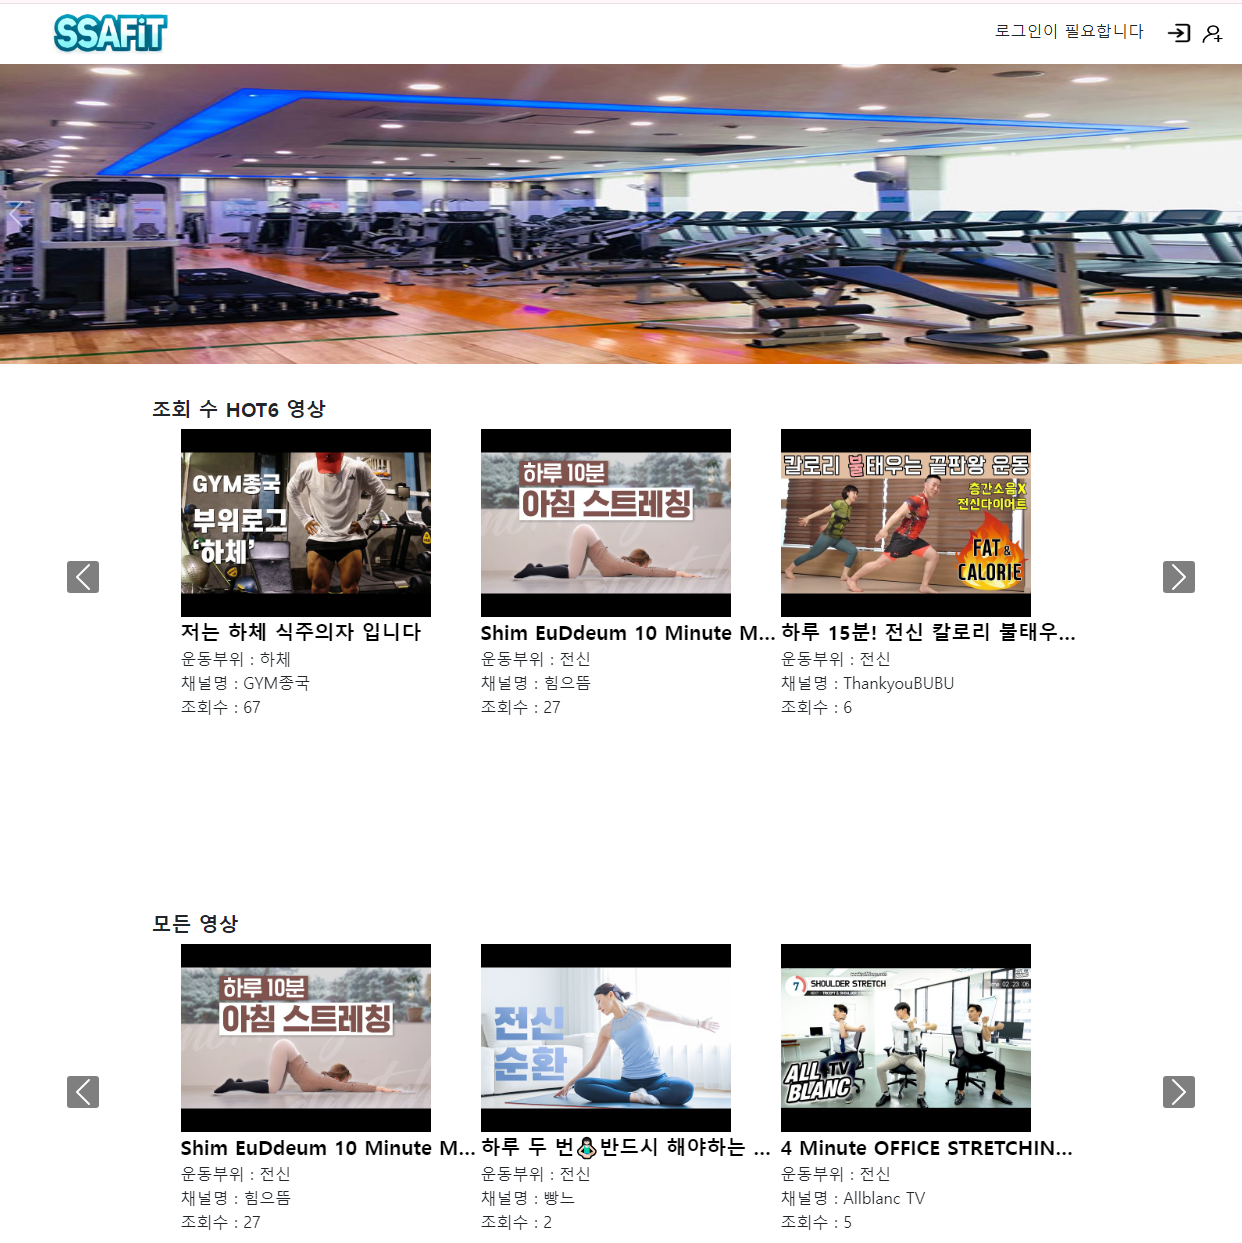 SSAFiT
로그인이 필요합니다
조회 수 HOT6 영상
GYM종국
부위로그
‘하체’
하루 10분
아침 스트레칭
칼로리 불태우는 끝판왕 운동
층간소음X
전신다이어트
FAT &
CALORIE
저는 하체 식주의자 입니다
Shim EuDdeum 10 Minute M...
하루 15분! 전신 칼로리 불태우...
운동부위 : 하체
운동부위 : 전신
운동부위 : 전신
채널명 : GYM종국
채널명 : 힘으뜸
채널명 : ThankyouBUBU
조회수 : 67
조회수 : 27
조회수 : 6
모든 영상
하루 10분
아침 스트레칭
전신
순환
7 SHOULDER STRETCH
ALL TV
BLANC
Shim EuDdeum 10 Minute M...
하루 두 번🧘🏻‍♀️반드시 해야하는 ...
4 Minute OFFICE STRETCHIN...
운동부위 : 전신
운동부위 : 전신
운동부위 : 전신
채널명 : 힘으뜸
채널명 : 빵느
채널명 : Allblanc TV
조회수 : 27
조회수 : 2
조회수 : 5